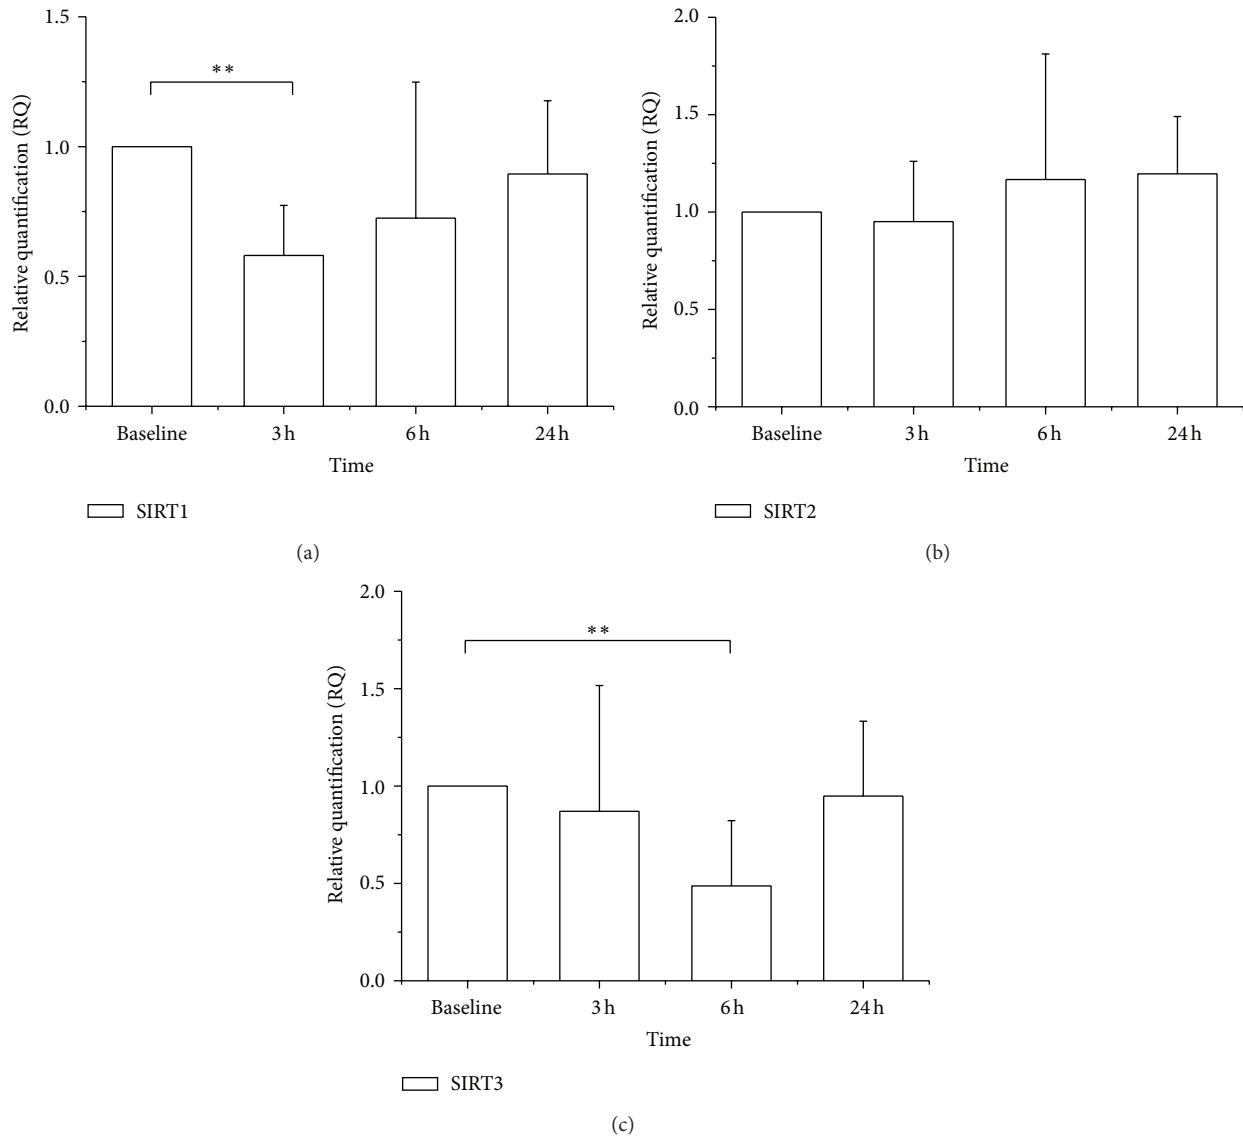 1.5
1.0
0.5
0.0
Relative quantification (RQ)
**
Baseline
3 h
6 h
24 h
Time
SIRT1
(a)
2.0
1.5
1.0
0.5
0.0
Relative quantification (RQ)
Baseline
3 h
6 h
24 h
Time
SIRT2
(b)
2.0
1.5
1.0
0.5
0.0
Relative quantification (RQ)
**
Baseline
3 h
6 h
24 h
Time
SIRT3
(c)